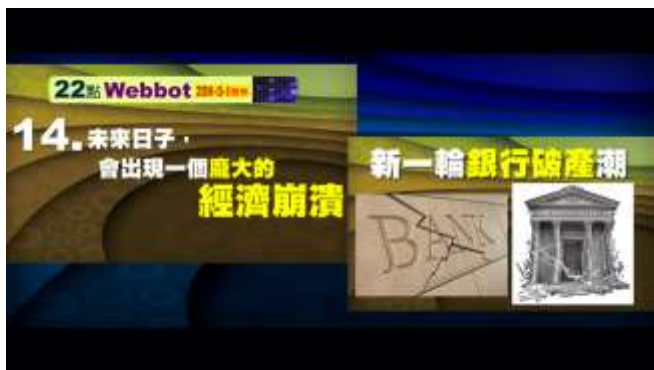 22點 Webbot
14.未來日子，
會出現一個龐大的
經濟崩潰
新一輪銀行破產潮
BANK